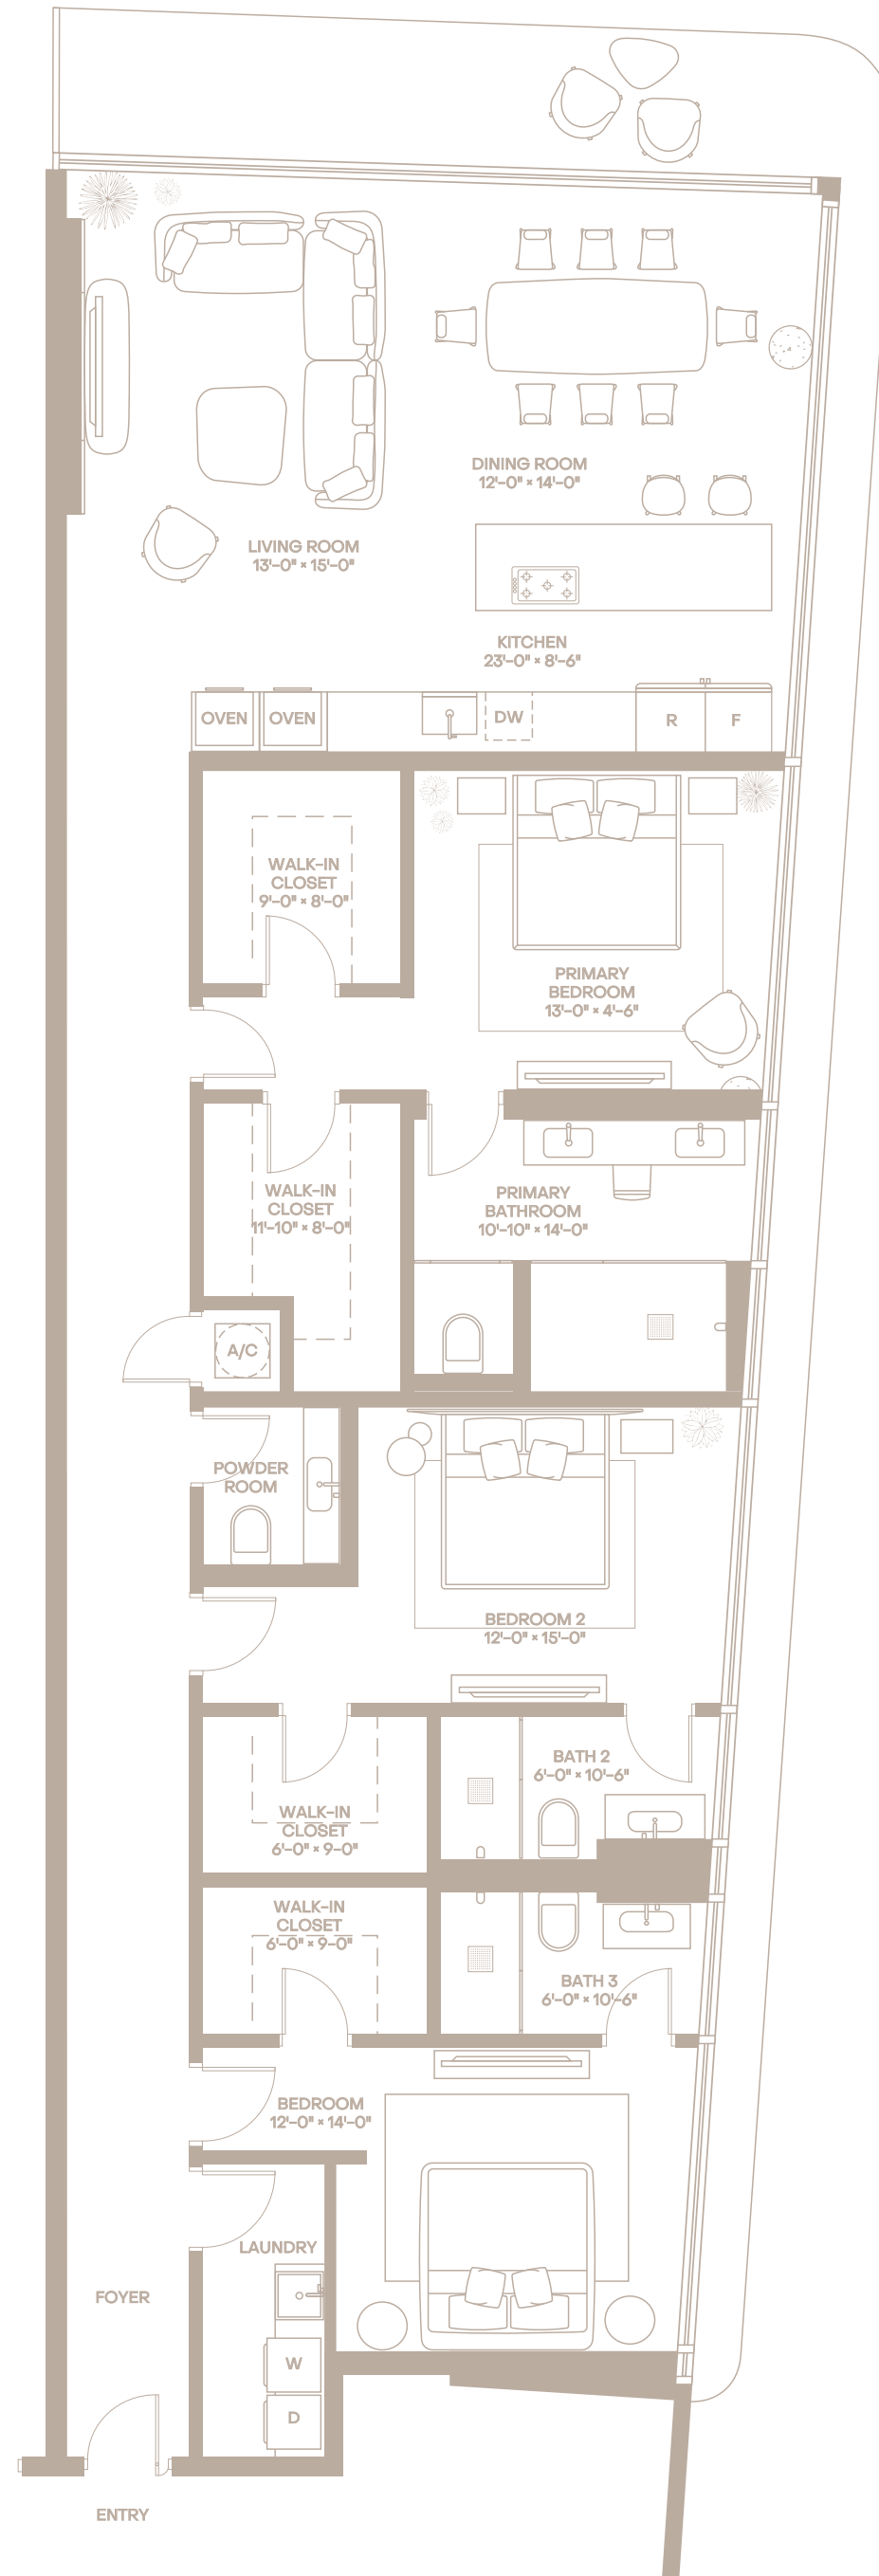 DINING ROOM
12'-0" × 14'-0"
LIVING ROOM
13'-0" × 15'-0"
KITCHEN
23'-0" × 8'-6"
OVEN
OVEN
DW
R
F
WALK-IN
CLOSET
9'-0" × 8'-0"
PRIMARY
BEDROOM
13'-0" × 4'-6"
WALK-IN
CLOSET
11'-10" × 8'-0"
PRIMARY
BATHROOM
10'-10" × 14'-0"
A/C
POWDER
ROOM
BEDROOM 2
12'-0" × 15'-0"
BATH 2
6'-0" × 10'-6"
WALK-IN
CLOSET
6'-0" × 9-0"
WALK-IN
CLOSET
6'-0" × 9-0"
BATH 3
6'-0" × 10'-6"
BEDROOM
12'-0" × 14'-0"
LAUNDRY
FOYER
W
D
ENTRY